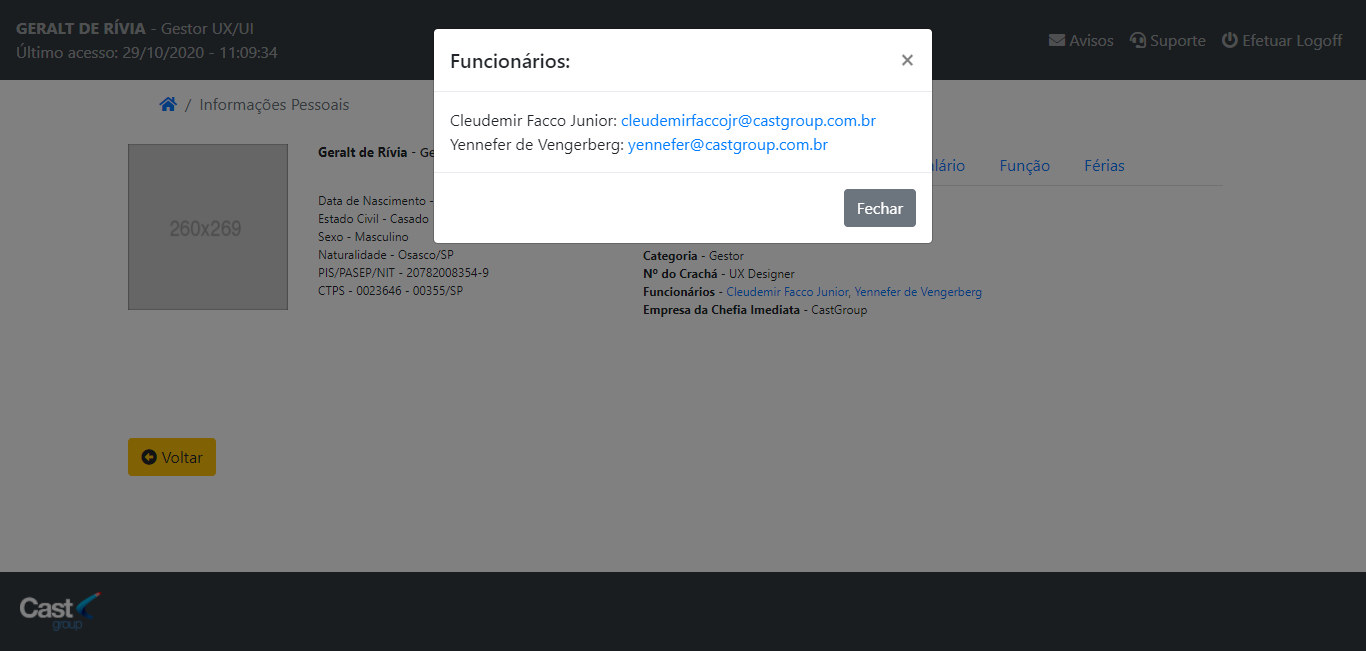 GERALT DE RÍVIA - Gestor UX/UI
Último acesso: 29/10/2020 - 11:09:34
Avisos
Suporte
Efetuar Logoff
Funcionários:
×
Cleudemir Facco Junior: cleudemirfaccojr@castgroup.com.br
Yennefer de Vengerberg: yennefer@castgroup.com.br
Fechar
/ Informações Pessoais
260x269
Geralt de Rívia - Ge
Data de Nascimento -
Estado Civil - Casado
Sexo - Masculino
Naturalidade - Osasco/SP
PIS/PASEP/NIT - 20782008354-9
CTPS - 0023646 - 00355/SP
lário
Função
Férias
Categoria - Gestor
Nº do Crachá - UX Designer
Funcionários - Cleudemir Facco Junior, Yennefer de Vengerberg
Empresa da Chefia Imediata - CastGroup
Voltar
Cast
group